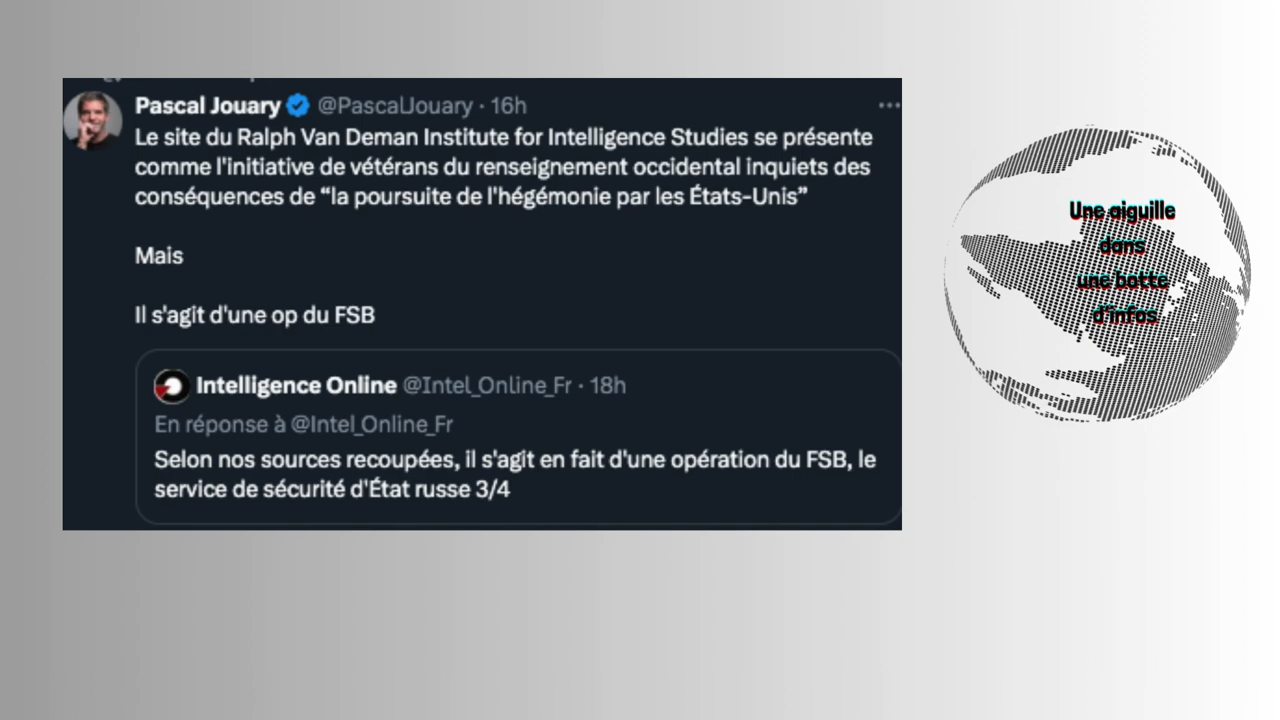 Pascal Jouary @PascalJouary · 16h
Le site du Ralph Van Deman Institute for Intelligence Studies se présente
comme l'initiative de vétérans du renseignement occidental inquiets des
conséquences de “la poursuite de l'hégémonie par les États-Unis”
Mais
Il s'agit d'une op du FSB
Intelligence Online @Intel_Online_Fr · 18h
En réponse à @Intel_Online_Fr
Selon nos sources recoupées, il s'agit en fait d'une opération du FSB, le
service de sécurité d'État russe 3/4
Une aiguille
dans
une botte
d'infos